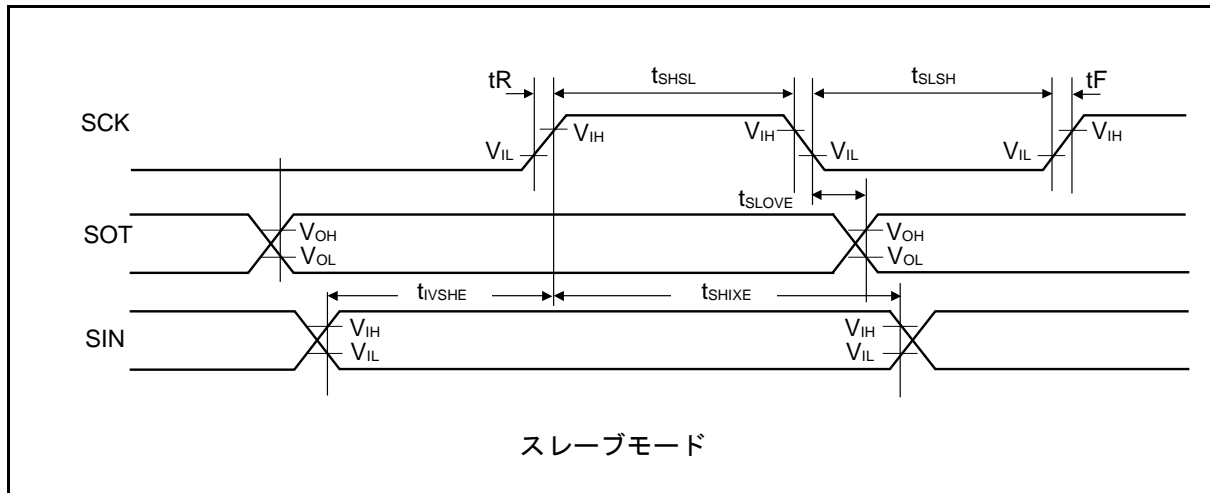 tR tSHSL tSLSH tF
SCK VIH VIH VIH
VIL VIL VIL
tSLOVE
SOT VOH VOH
VOL VOL
tIVSHE tSHIXE
SIN VIH VIH
VIL VIL
スレーブモード